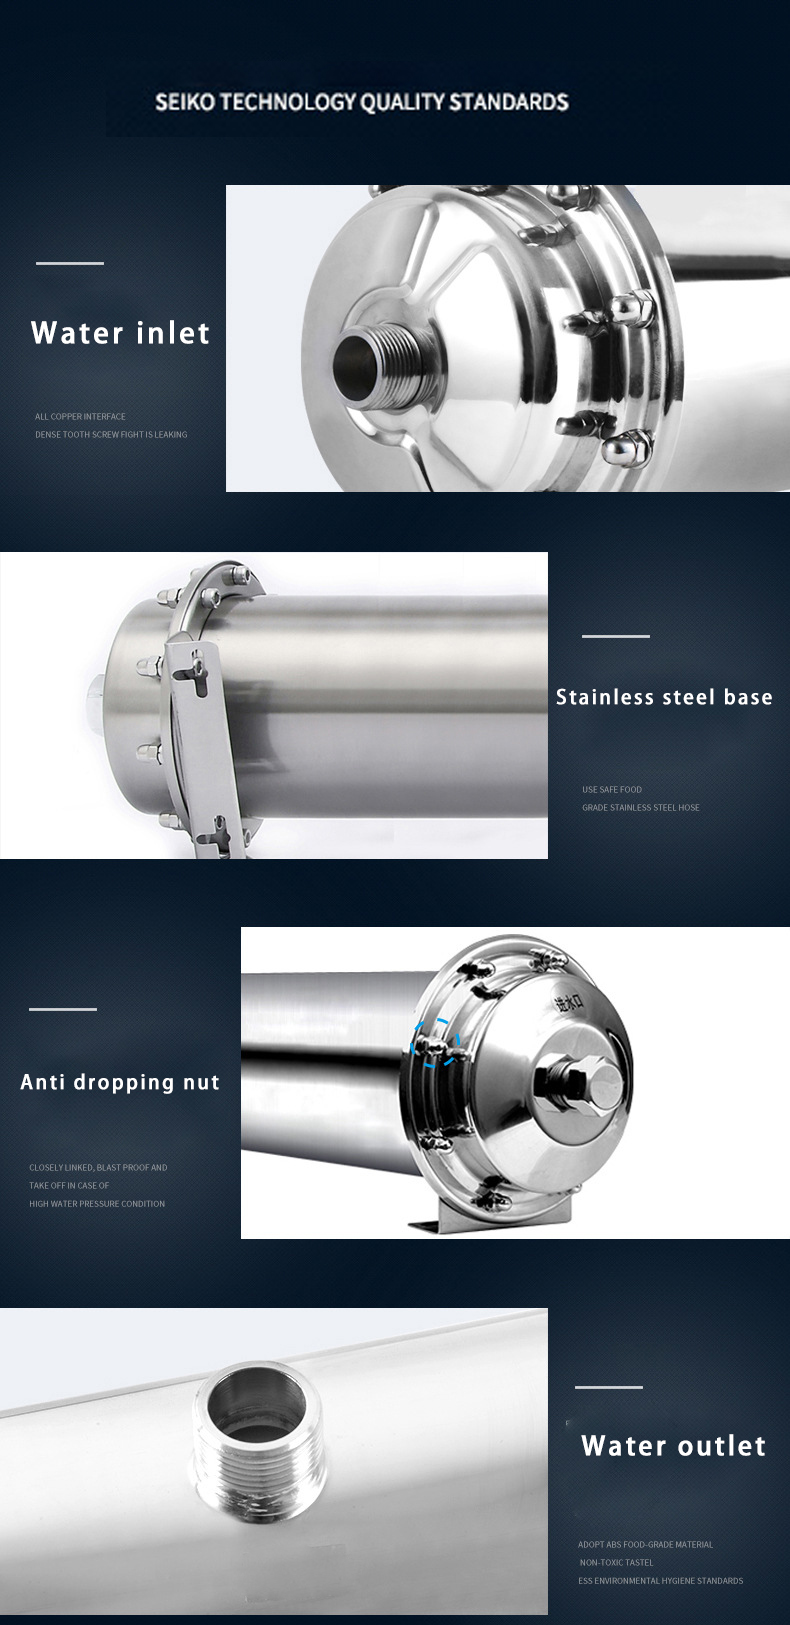 SEIKO TECHNOLOGY QUALITY STANDARDS
Water inlet
ALL COPPER INTERFACE
DENSE TOOTH SCREW FIGHT IS LEAKING
Stainless steel base
USE SAFE FOOD
GRADE STAINLESS STEEL HOSE
进水口
Anti dropping nut
CLOSELY LINKED, BLAST PROOF AND
TAKE OFF IN CASE OF
HIGH WATER PRESSURE CONDITION
F
Water outlet
ADOPT ABS FOOD-GRADE MATERIAL
NON-TOXIC TASTEL
ESS ENVIRONMENTAL HYGIENE STANDARDS